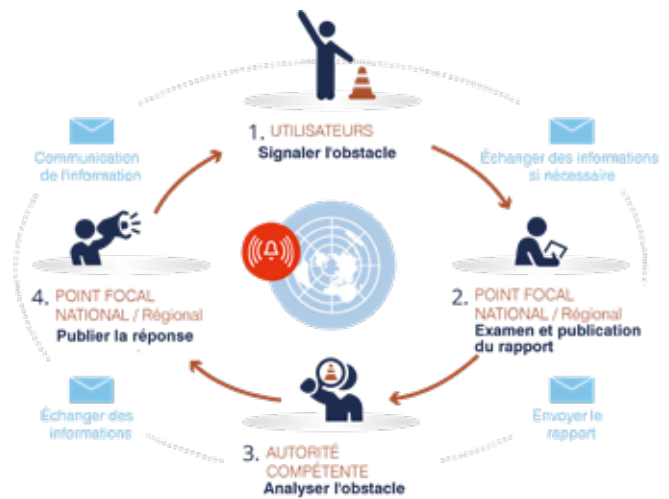 1. UTILISATEURS
Signaler l'obstacle
Échanger des informations
si nécessaire
2. POINT FOCAL
NATIONAL / Régional
Examen et publication
du rapport
Envoyer le
rapport
3. AUTORITÉ
COMPÉTENTE
Analyser l'obstacle
Échanger des
informations
4. POINT FOCAL
NATIONAL / Régional
Publier la réponse
Communication
de l'information